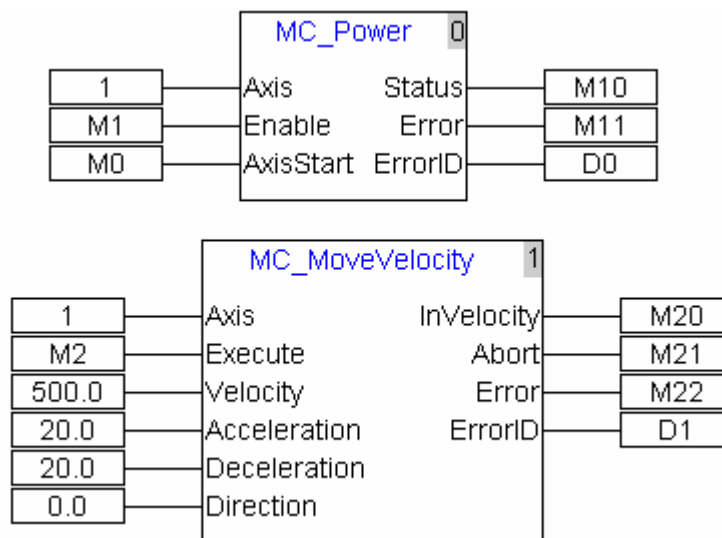 MC_Power 0
1 Axis Status M10
M1 Enable Error M11
M0 AxisStart ErrorID D0
MC_MoveVelocity 1
1 Axis InVelocity M20
M2 Execute Abort M21
500.0 Velocity Error M22
20.0 Acceleration ErrorID D1
20.0 Deceleration
0.0 Direction